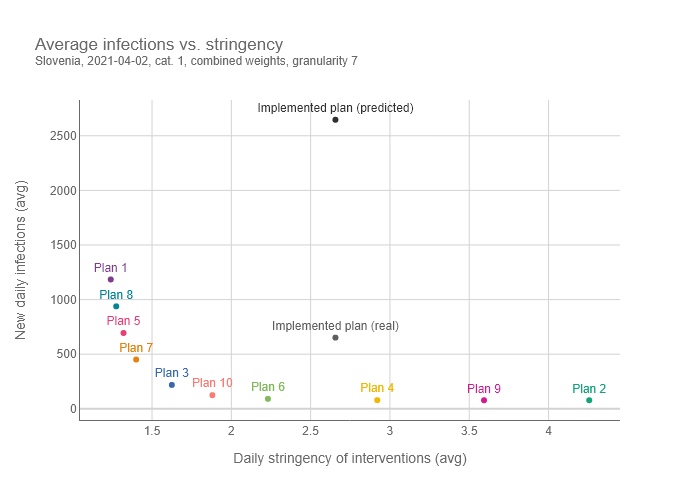 Average infections vs. stringency
Slovenia, 2021-04-02, cat. 1, combined weights, granularity 7
Implemented plan (predicted)
2500
2000
1500
Plan 1
Plan 8
1000
Plan 5
Implemented plan (real)
Plan 7
500
Plan 3
Plan 10
Plan 6
Plan 4
Plan 9
Plan 2
0
1.5
2
2.5
3
3.5
4
New daily infections (avg)
Daily stringency of interventions (avg)